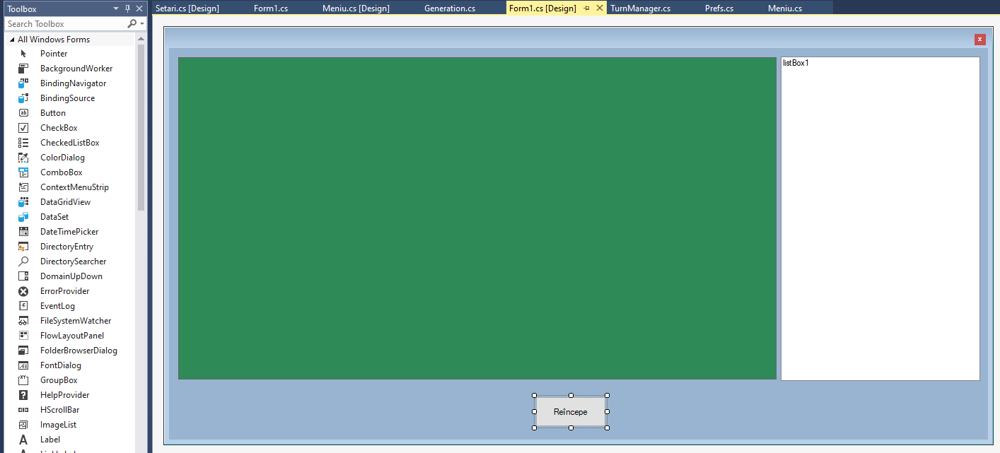 Toolbox
Setari.cs [Design]
Form1.cs
Meniu.cs [Design]
Generation.cs
Form1.cs [Design]
TurnManager.cs
Prefs.cs
Meniu.cs
Search Toolbox
All Windows Forms
Pointer
BackgroundWorker
BindingNavigator
BindingSource
Button
CheckBox
CheckedListBox
ColorDialog
ComboBox
ContextMenuStrip
DataGridView
DataSet
DateTimePicker
DirectoryEntry
DirectorySearcher
DomainUpDown
ErrorProvider
EventLog
FileSystemWatcher
FlowLayoutPanel
FolderBrowserDialog
FontDialog
GroupBox
HelpProvider
HScrollBar
ImageList
Label
listBox1
Reîncepe